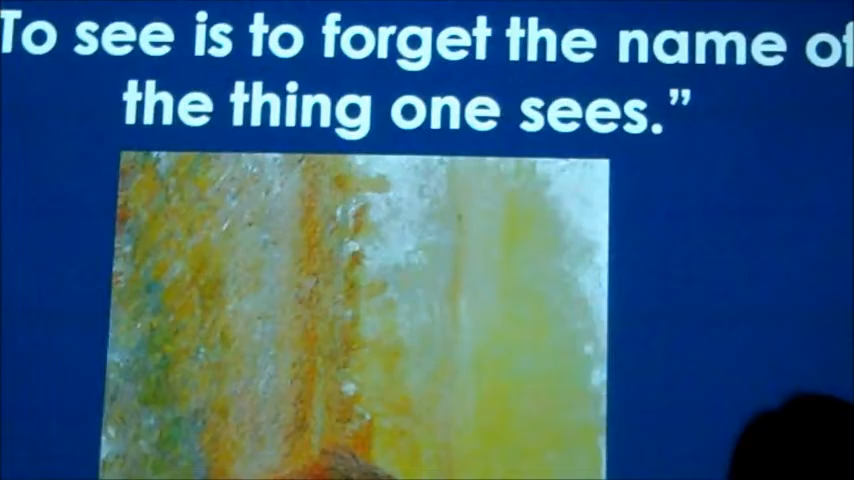 To see is to forget the name of
the thing one sees.”